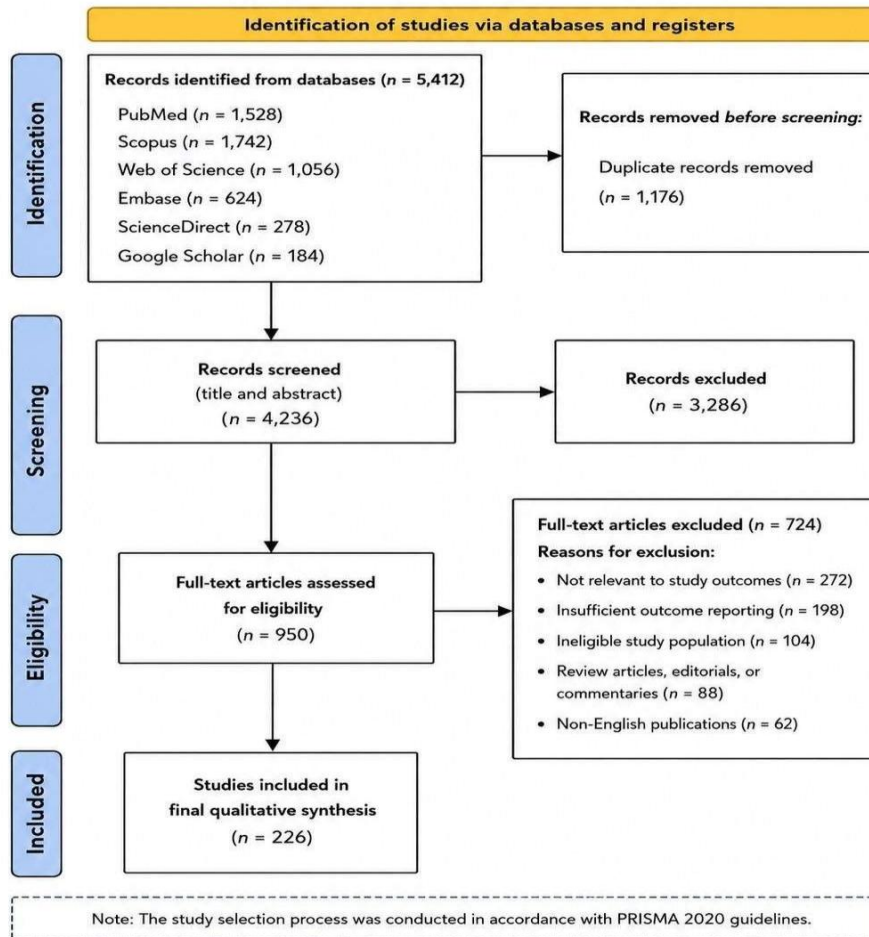 Identification of studies via databases and registers
Identification
Records identified from databases (n = 5,412)
PubMed (n = 1,528)
Scopus (n = 1,742)
Web of Science (n = 1,056)
Embase (n = 624)
ScienceDirect (n = 278)
Google Scholar (n = 184)
Records removed before screening:
Duplicate records removed
(n = 1,176)
Screening
Records screened
(title and abstract)
(n = 4,236)
Records excluded
(n = 3,286)
Eligibility
Full-text articles assessed
for eligibility
(n = 950)
Full-text articles excluded (n = 724)
Reasons for exclusion:
• Not relevant to study outcomes (n = 272)
• Insufficient outcome reporting (n = 198)
• Ineligible study population (n = 104)
• Review articles, editorials, or
commentaries (n = 88)
• Non-English publications (n = 62)
Included
Studies included in
final qualitative synthesis
(n = 226)
Note: The study selection process was conducted in accordance with PRISMA 2020 guidelines.